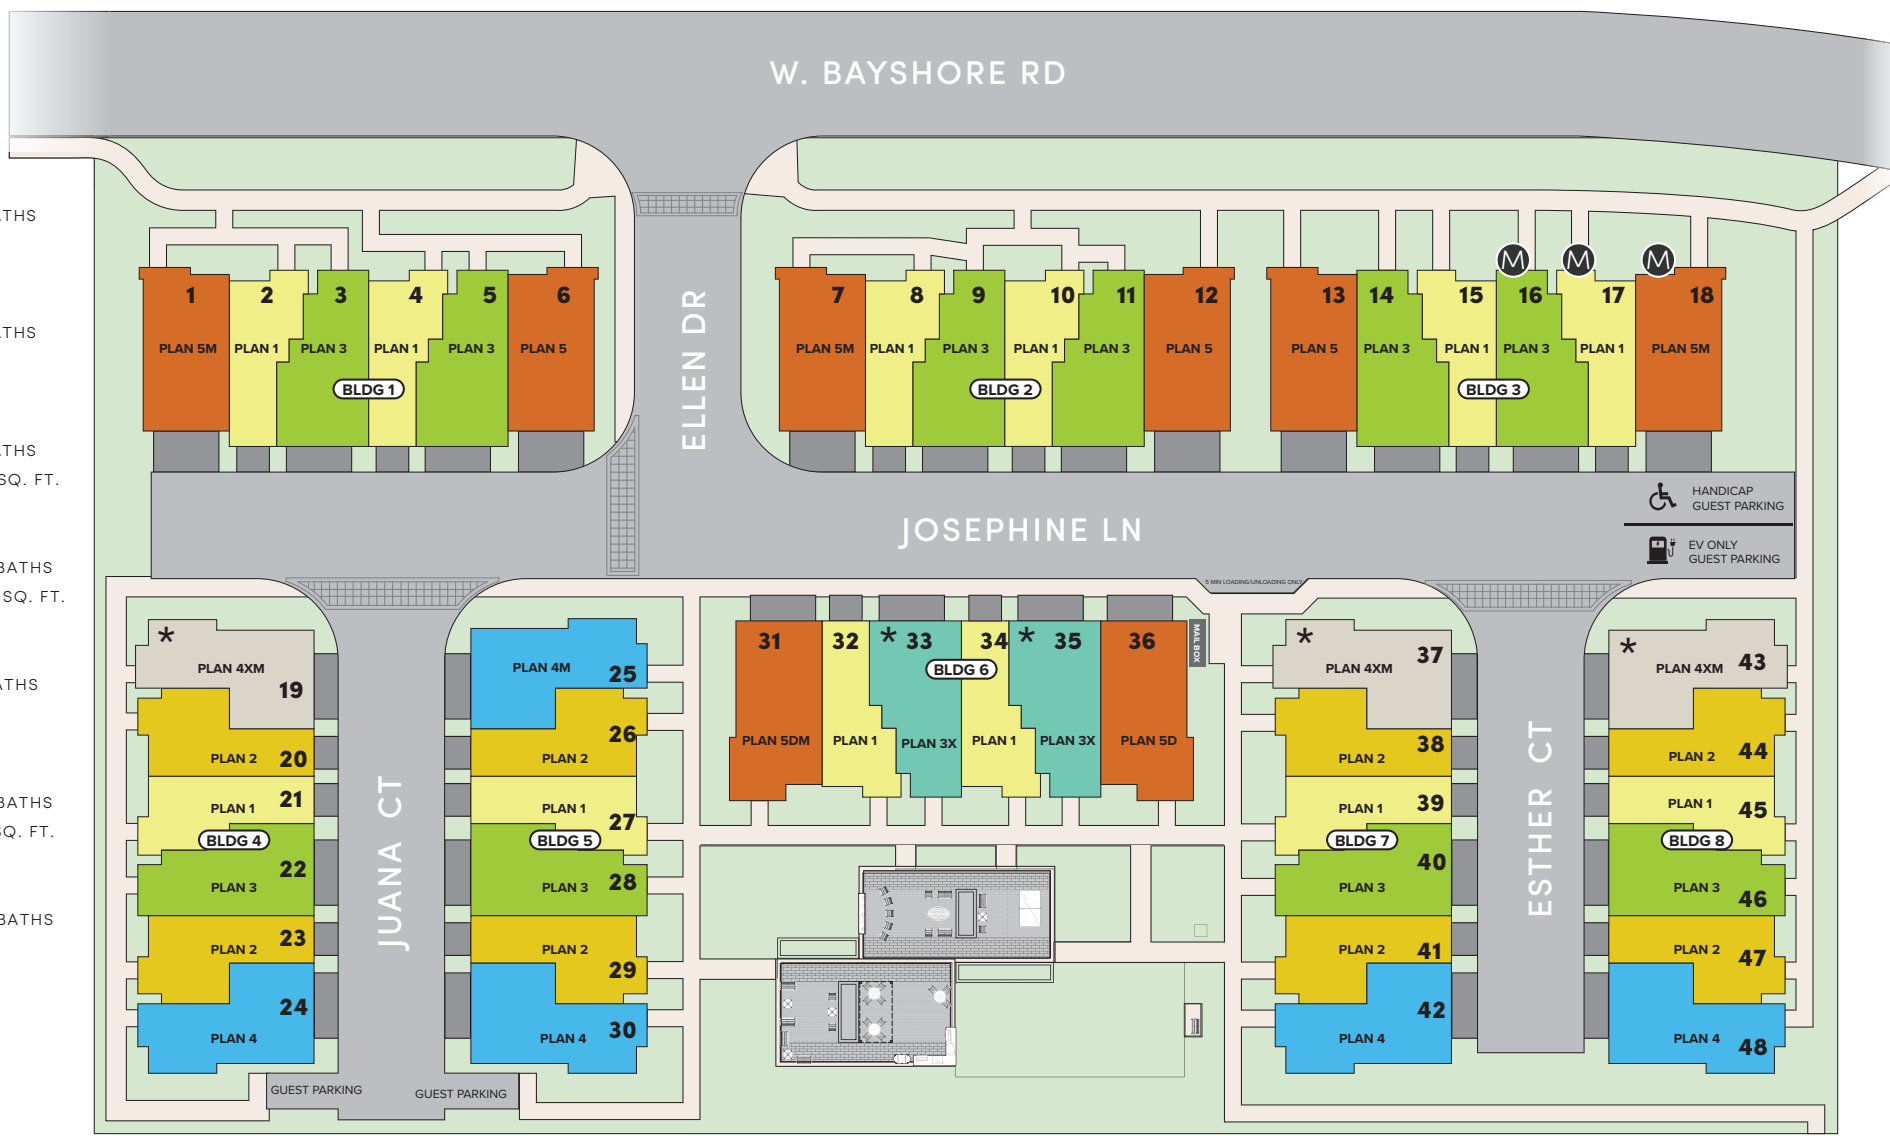 W. BAYSHORE RD
ATHS
ATHS
ATHS
SQ. FT.
BATHS
SQ. FT.
ATHS
BATHS
SQ. FT.
BATHS
M
M
M
1
2
3
4
5
6
PLAN 5M
PLAN 1
PLAN 3
PLAN 1
PLAN 3
PLAN 5
BLDG 1
ELLEN DR
7
8
9
10
11
12
PLAN 5M
PLAN 1
PLAN 3
PLAN 1
PLAN 3
PLAN 5
BLDG 2
13
14
15
16
17
18
PLAN 5
PLAN 3
PLAN 1
PLAN 3
PLAN 1
PLAN 5M
BLDG 3
JOSEPHINE LN
HANDICAP
GUEST PARKING
EV ONLY
GUEST PARKING
5 MIN LOADING/UNLOADING ONLY
*
PLAN 4XM
19
PLAN 2
20
PLAN 1
21
BLDG 4
22
PLAN 3
23
PLAN 2
24
PLAN 4
GUEST PARKING
JUANA CT
PLAN 4M
25
26
PLAN 2
PLAN 1
27
BLDG 5
PLAN 3
28
PLAN 2
29
PLAN 4
30
GUEST PARKING
31
32
* 33
34
* 35
36
BLDG 6
MAIL BOX
PLAN 5DM
PLAN 1
PLAN 3X
PLAN 1
PLAN 3X
PLAN 5D
*
PLAN 4XM
37
38
PLAN 2
PLAN 1
39
BLDG 7
40
PLAN 3
PLAN 2
41
42
PLAN 4
ESTHER CT
*
PLAN 4XM
43
PLAN 2
44
PLAN 1
45
BLDG 8
PLAN 3
46
PLAN 2
47
PLAN 4
48